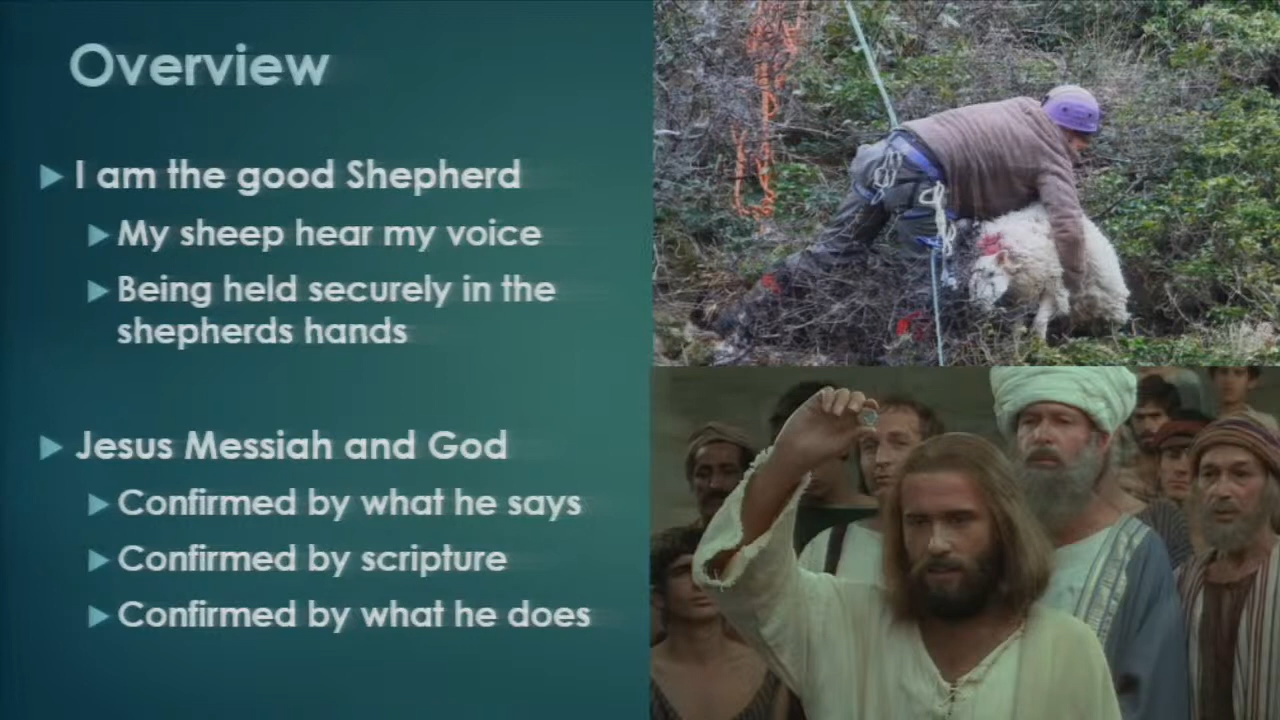 Overview
I am the good Shepherd
My sheep hear my voice
Being held securely in the
shepherds hands
Jesus Messiah and God
Confirmed by what he says
Confirmed by scripture
Confirmed by what he does